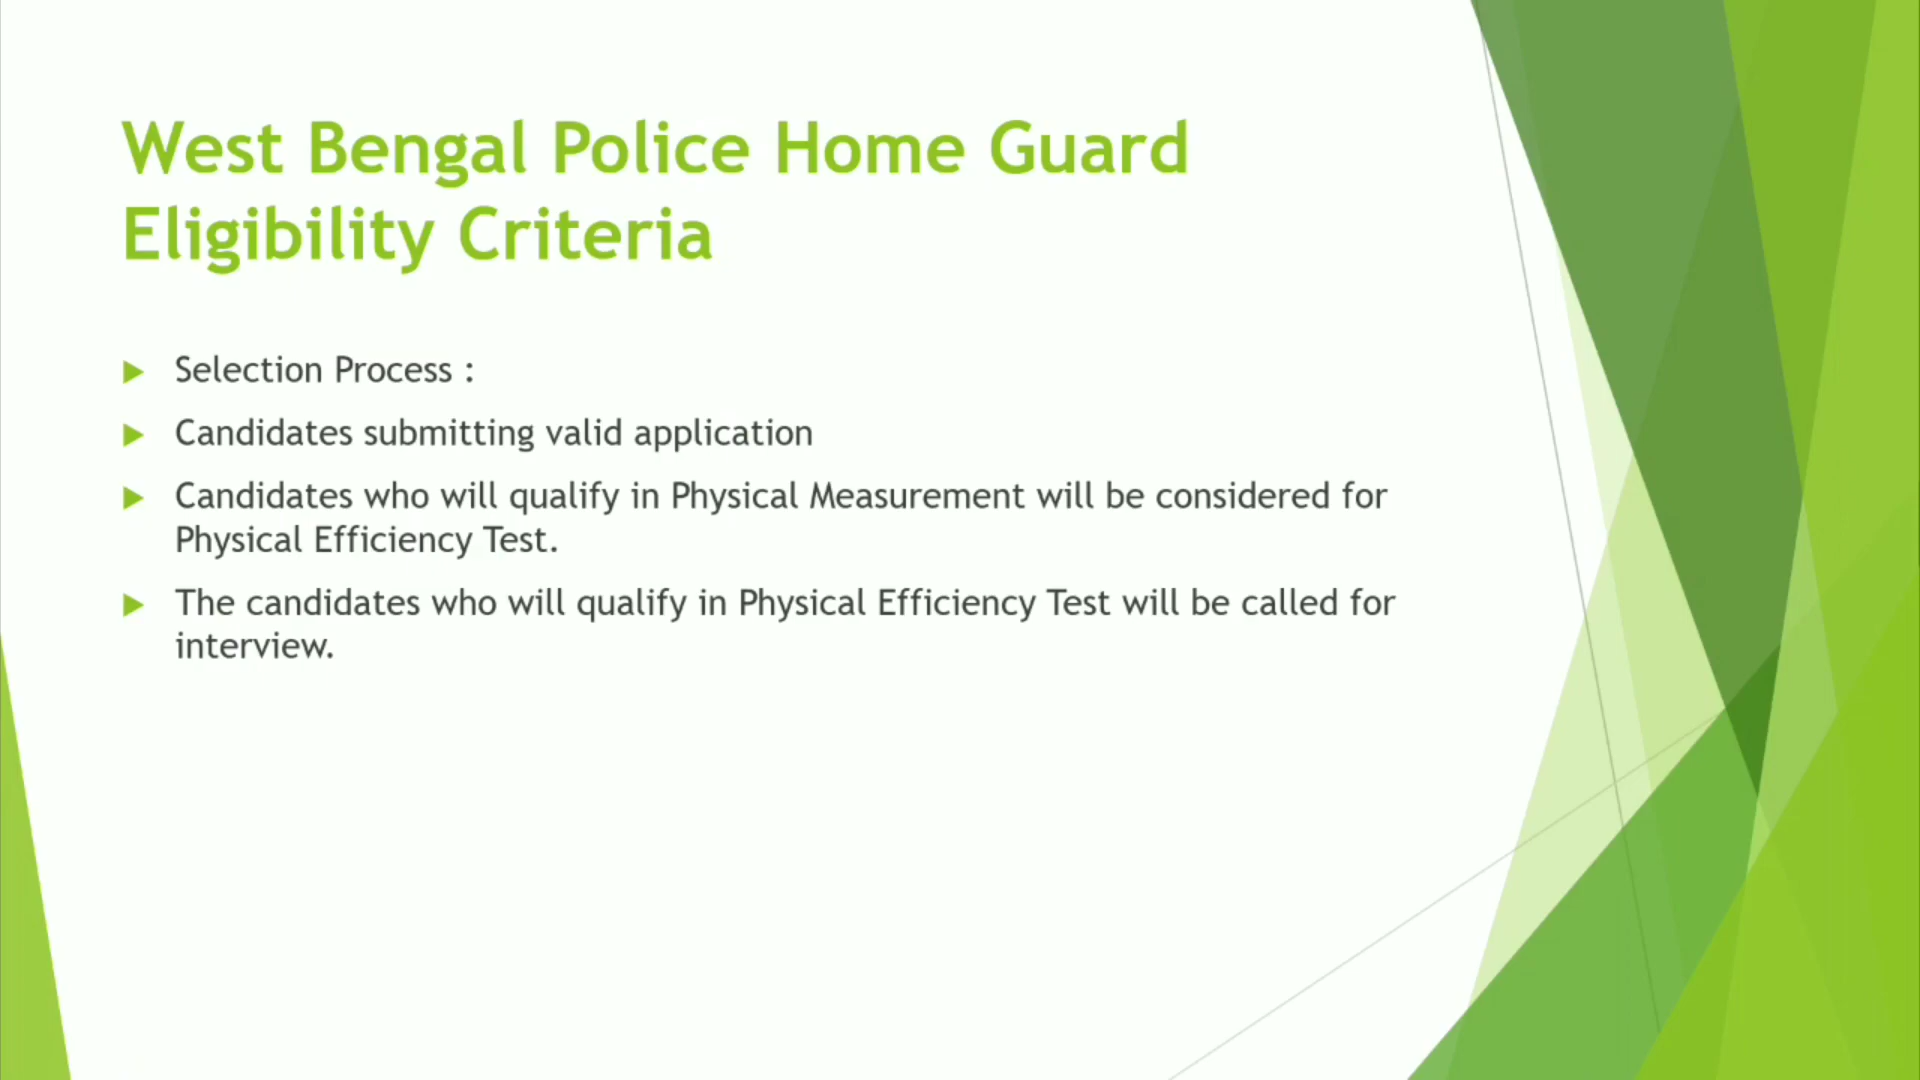 West Bengal Police Home Guard
Eligibility Criteria
Selection Process :
Candidates submitting valid application
Candidates who will qualify in Physical Measurement will be considered for
Physical Efficiency Test.
The candidates who will qualify in Physical Efficiency Test will be called for
interview.